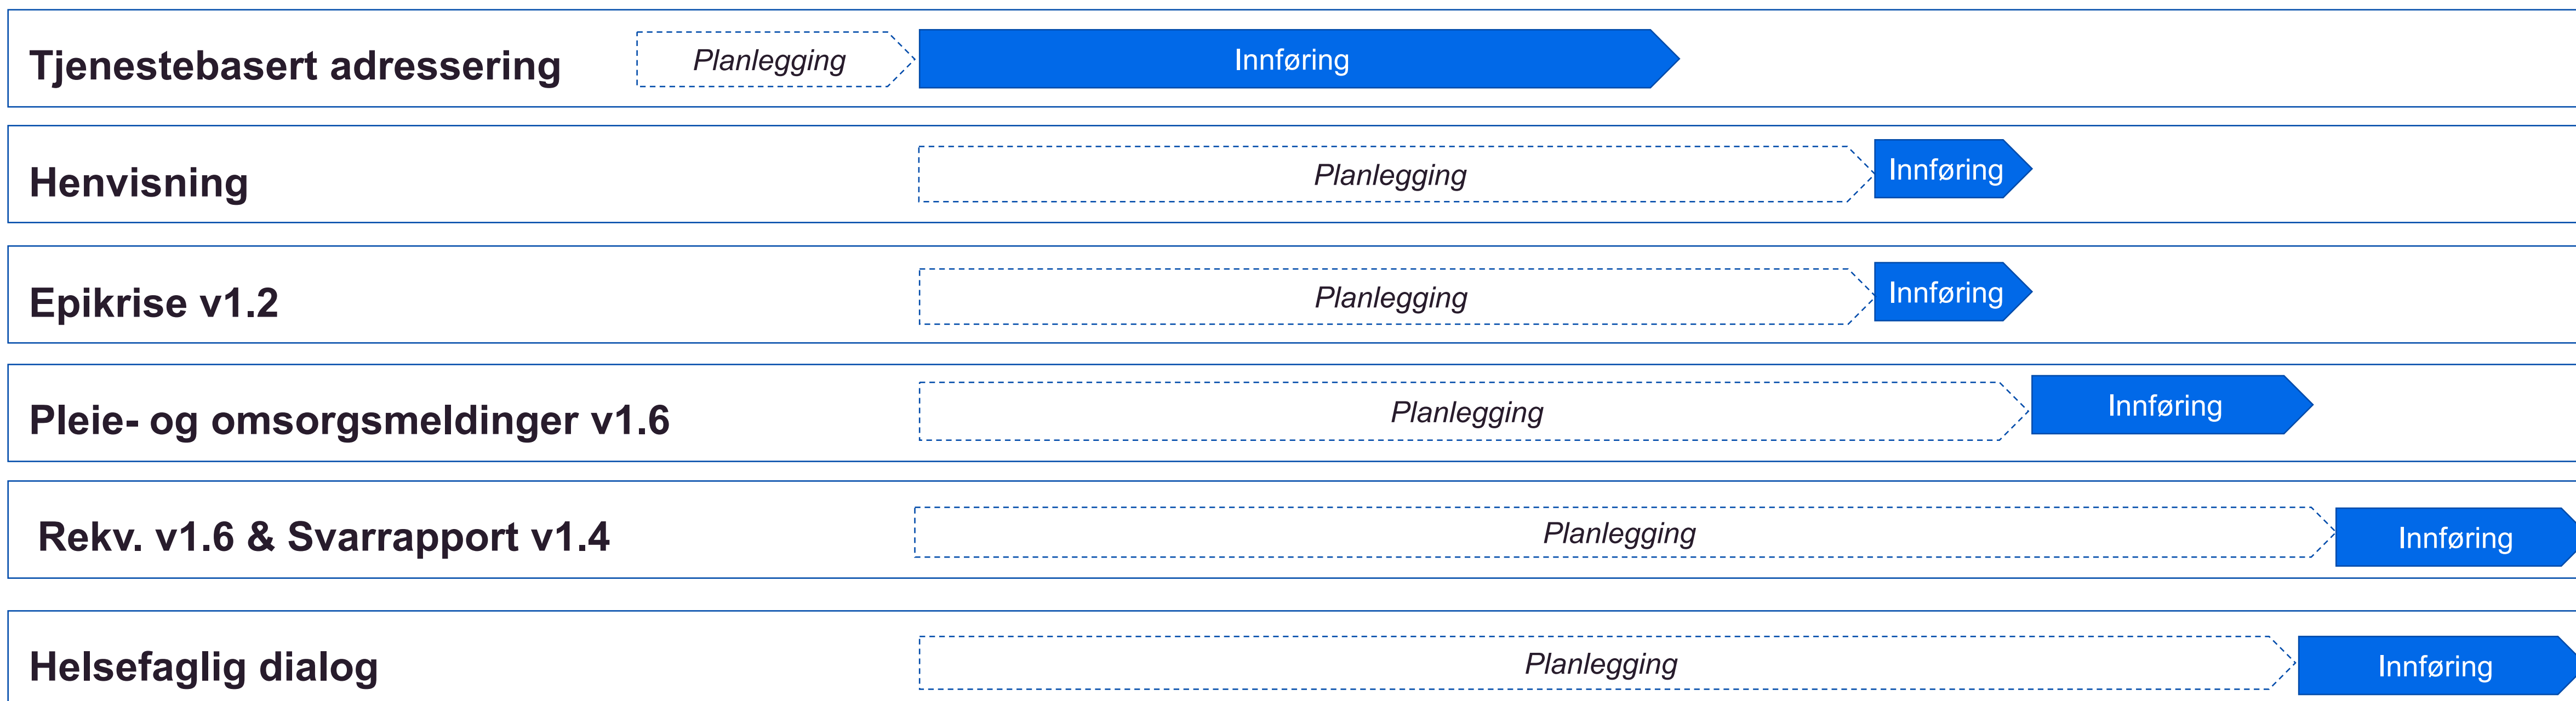 Tjenestebasert adressering Planlegging Innføring
Henvisning Planlegging Innføring
Epikrise v1.2 Planlegging Innføring
Pleie- og omsorgsmeldinger v1.6 Planlegging Innføring
Rekv. v1.6 & Svarrapport v1.4 Planlegging Innføring
Helsefaglig dialog Planlegging Innføring